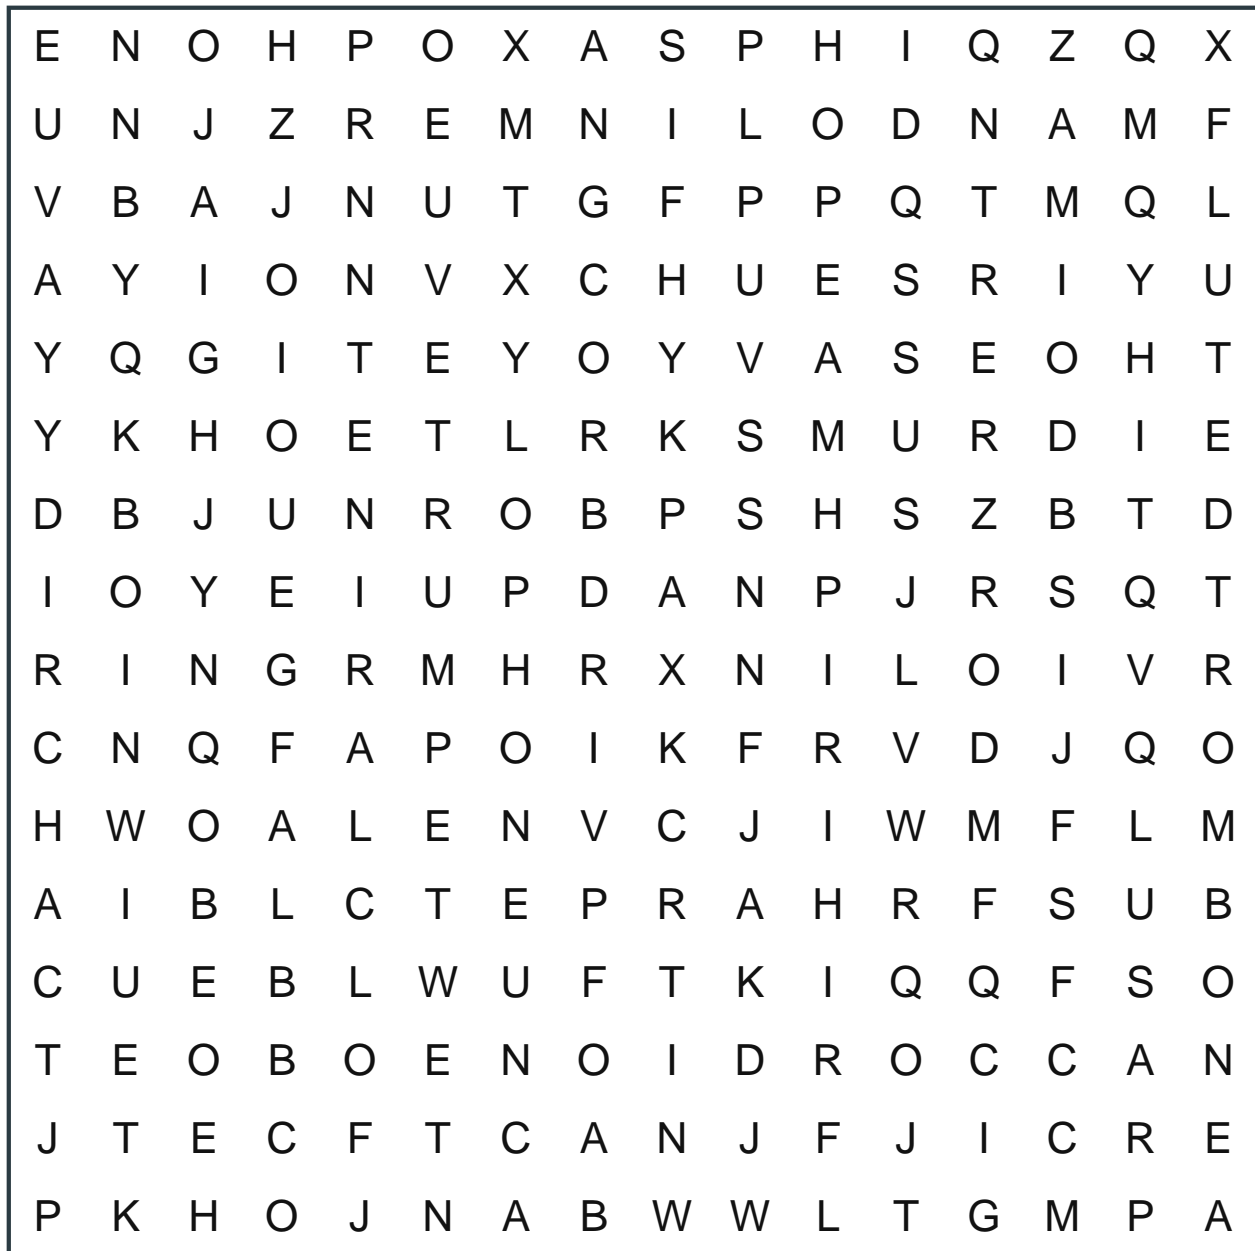 E N O H P O X A S P H I Q Z Q X
U N J Z R E M N I L O D N A M F
V B A J N U T G F P P Q T M Q L
A Y I O N V X C H U E S R I Y U
Y Q G I T E Y O Y V A S E O H T
Y K H O E T L R K S M U R D I E
D B J U N R O B P S H S Z B T D
I O Y E I U P D A N P J R S Q T
R I N G R M H R X N I L O I V R
C N Q F A P O I K F R V D J Q O
H W O A L E N V C J I W M F L M
A I B L C T E P R A H R F S U B
C U E B L W U F T K I Q Q F S O
T E O B O E N O I D R O C C A N
J T E C F T C A N J F J I C R E
P K H O J N A B W W L T G M P A